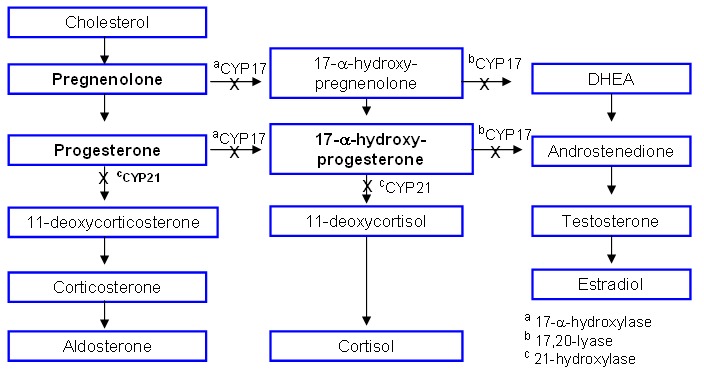 Cholesterol
Pregnenolone
aCYP17
X
17-α-hydroxy-
pregnenolone
bCYP17
X
DHEA
Progesterone
aCYP17
X
17-α-hydroxy-
progesterone
bCYP17
X
Androstenedione
X cCYP21
X cCYP21
11-deoxycorticosterone
11-deoxycortisol
Testosterone
Corticosterone
Estradiol
Aldosterone
Cortisol
a 17-α-hydroxylase
b 17,20-lyase
c 21-hydroxylase